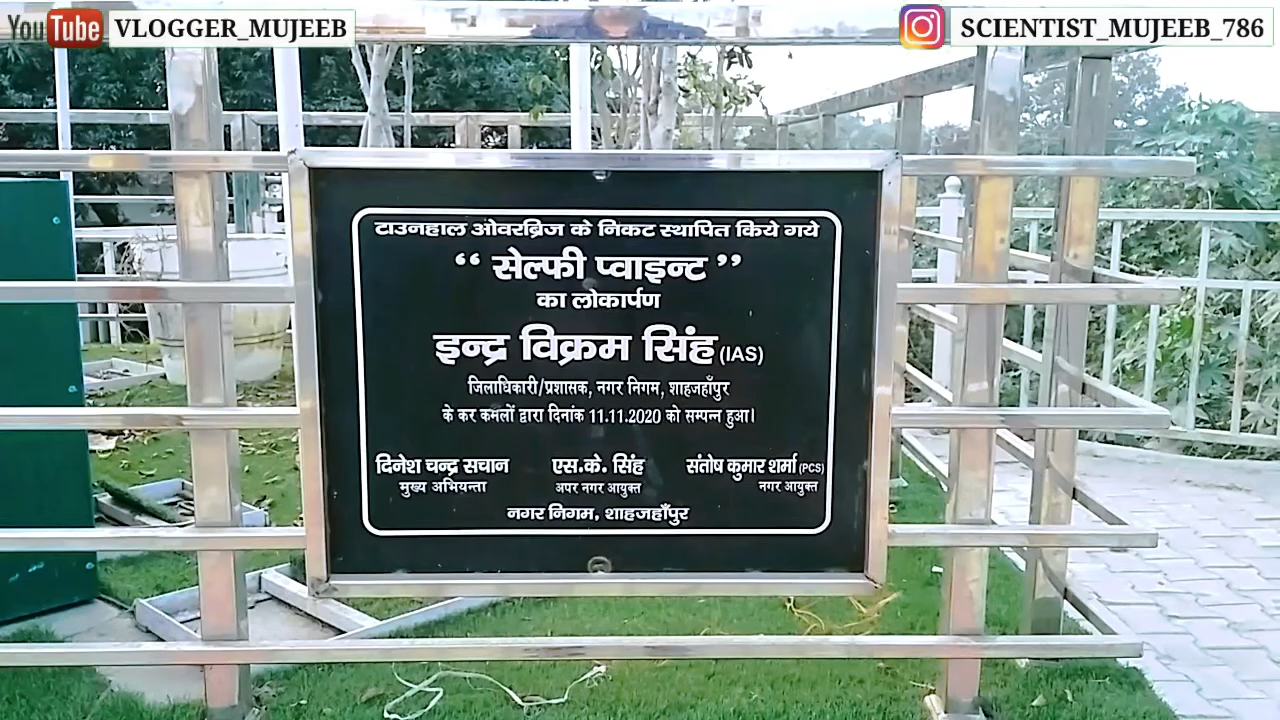 YouTube VLOGGER_MUJEEB
SCIENTIST_MUJEEB_786
टाउनहाल ओवरब्रिज के निकट स्थापित किये गये
“ सेल्फी प्वाइन्ट ”
का लोकार्पण
इन्द्र विक्रम सिंह (IAS)
जिलाधिकारी/प्रशासक, नगर निगम, शाहजहाँपुर
के कर कमलों द्वारा दिनांक 11.11.2020 को सम्पन्न हुआ।
दिनेश चन्द्र सचान एस.के. सिंह संतोष कुमार शर्मा (PCS)
मुख्य अभियन्ता अपर नगर आयुक्त नगर आयुक्त
नगर निगम, शाहजहाँपुर